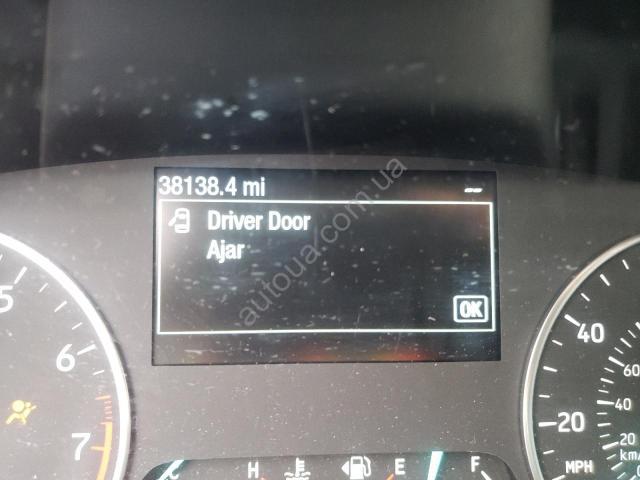 38138.4 mi --
Driver Door
Ajar
OK
autoua.com.ua
5
6
7
C
H
E
F
40
20
MPH
60
40
20
km/